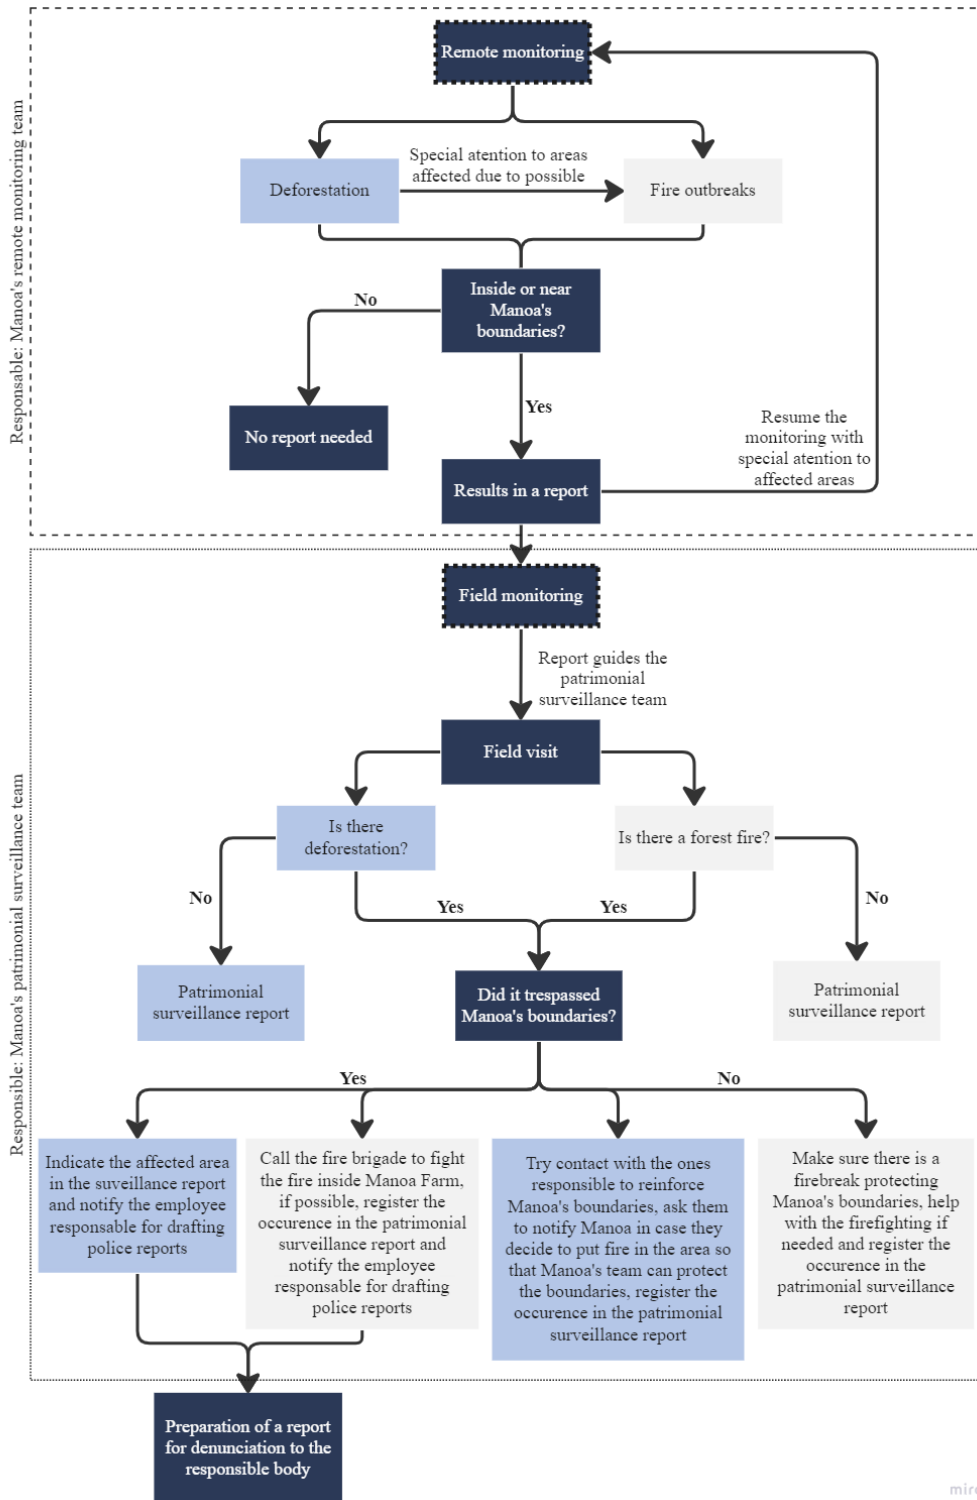 Responsable: Manoa's remote monitoring team
Remote monitoring
Special atention to areas
affected due to possible
Deforestation
Fire outbreaks
Inside or near
Manoa's
boundaries?
No
Yes
No report needed
Resume the
monitoring with
special atention to
affected areas
Results in a report
Responsible: Manoa's patrimonial surveillance team
Field monitoring
Report guides the
patrimonial
surveillance team
Field visit
Is there
deforestation?
Is there a forest fire?
No
Yes
Yes
No
Patrimonial
surveillance report
Did it trespassed
Manoa's boundaries?
Patrimonial
surveillance report
Yes
No
Indicate the affected area
in the suveillance report
and notify the employee
responsable for drafting
police reports
Call the fire brigade to fight
the fire inside Manoa Farm,
if possible, register the
occurence in the patrimonial
surveillance report and
notify the employee
responsable for drafting
police reports
Try contact with the ones
responsible to reinforce
Manoa's boundaries, ask them
to notify Manoa in case they
decide to put fire in the area so
that Manoa's team can protect
the boundaries, register the
occurence in the patrimonial
surveillance report
Make sure there is a
firebreak protecting
Manoa's boundaries, help
with the firefighting if
needed and register the
occurence in the
patrimonial surveillance
report
Preparation of a report
for denunciation to the
responsible body